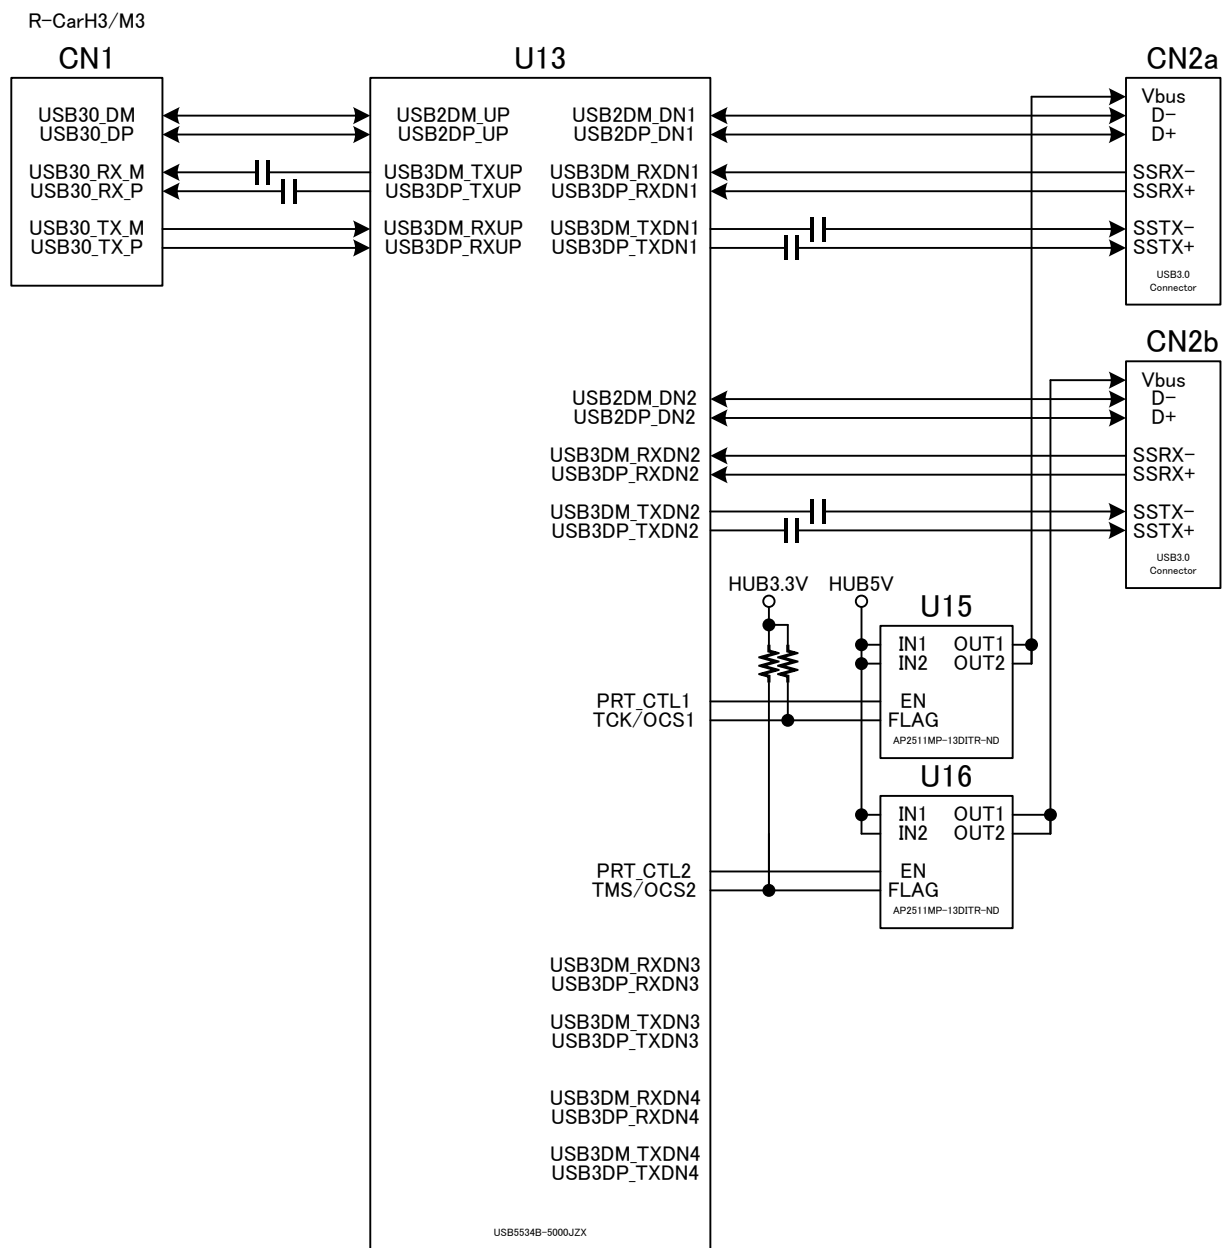 R-CarH3/M3
CN1
USB30_DM
USB30_DP
USB30_RX_M
USB30_RX_P
USB30_TX_M
USB30_TX_P
U13
USB2DM_UP
USB2DP_UP
USB3DM_TXUP
USB3DP_TXUP
USB3DM_RXUP
USB3DP_RXUP
USB2DM_DN1
USB2DP_DN1
USB3DM_RXDN1
USB3DP_RXDN1
USB3DM_TXDN1
USB3DP_TXDN1
USB2DM_DN2
USB2DP_DN2
USB3DM_RXDN2
USB3DP_RXDN2
USB3DM_TXDN2
USB3DP_TXDN2
PRT_CTL1
TCK/OCS1
PRT_CTL2
TMS/OCS2
USB3DM_RXDN3
USB3DP_RXDN3
USB3DM_TXDN3
USB3DP_TXDN3
USB3DM_RXDN4
USB3DP_RXDN4
USB3DM_TXDN4
USB3DP_TXDN4
USB5534B-5000JZX
CN2a
Vbus
D-
D+
SSRX-
SSRX+
SSTX-
SSTX+
USB3.0
Connector
CN2b
Vbus
D-
D+
SSRX-
SSRX+
SSTX-
SSTX+
USB3.0
Connector
HUB3.3V
HUB5V
U15
IN1 OUT1
IN2 OUT2
EN
FLAG
AP2511MP-13DITR-ND
U16
IN1 OUT1
IN2 OUT2
EN
FLAG
AP2511MP-13DITR-ND